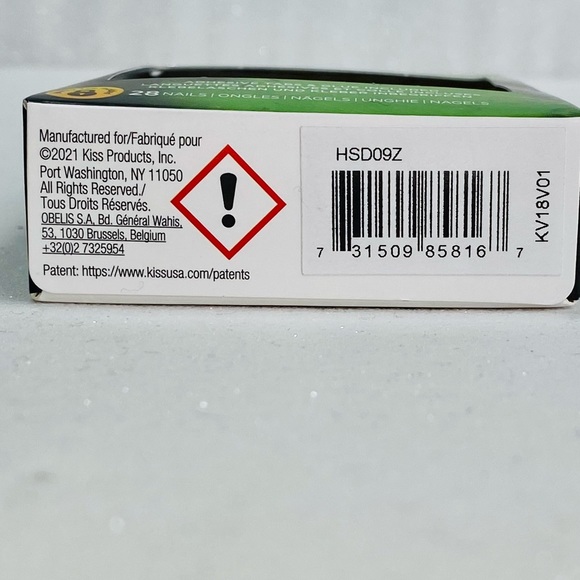 28 NAILS | ONGLES | NÄGELS | UNGHIE | NAGELS
Manufactured for/Fabriqué pour
©2021 Kiss Products, Inc.
Port Washington, NY 11050
All Rights Reserved./
Tous Droits Réservés.
OBELIS S.A, Bd. Général Wahis,
53, 1030 Brussels, Belgium
+32(0)2 7325954
Patent: https://www.kissusa.com/patents
HSD09Z
7 31509 85816 7
KV18V01